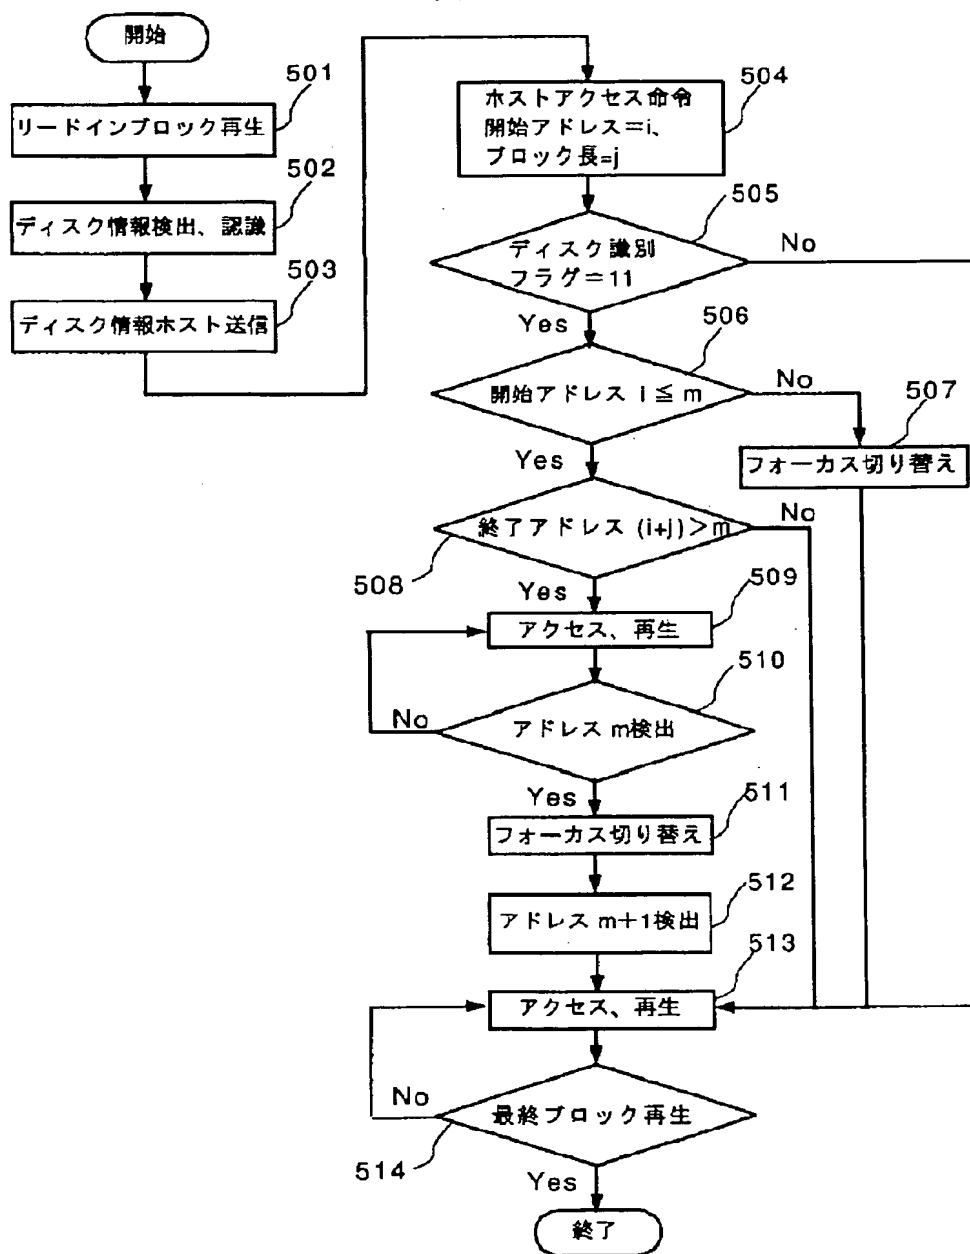 開始
501
リードインブロック再生
502
ディスク情報検出、認識
503
ディスク情報ホスト送信
504
ホストアクセス命令
開始アドレス=i、
ブロック長=j
505
ディスク識別
フラグ=11
No
Yes
506
開始アドレス i≦m
No
507
フォーカス切り替え
Yes
終了アドレス (i+j)>m
No
508
Yes
509
アクセス、再生
510
アドレス m検出
No
Yes
511
フォーカス切り替え
512
アドレス m+1検出
513
アクセス、再生
No
最終ブロック再生
514
Yes
終了